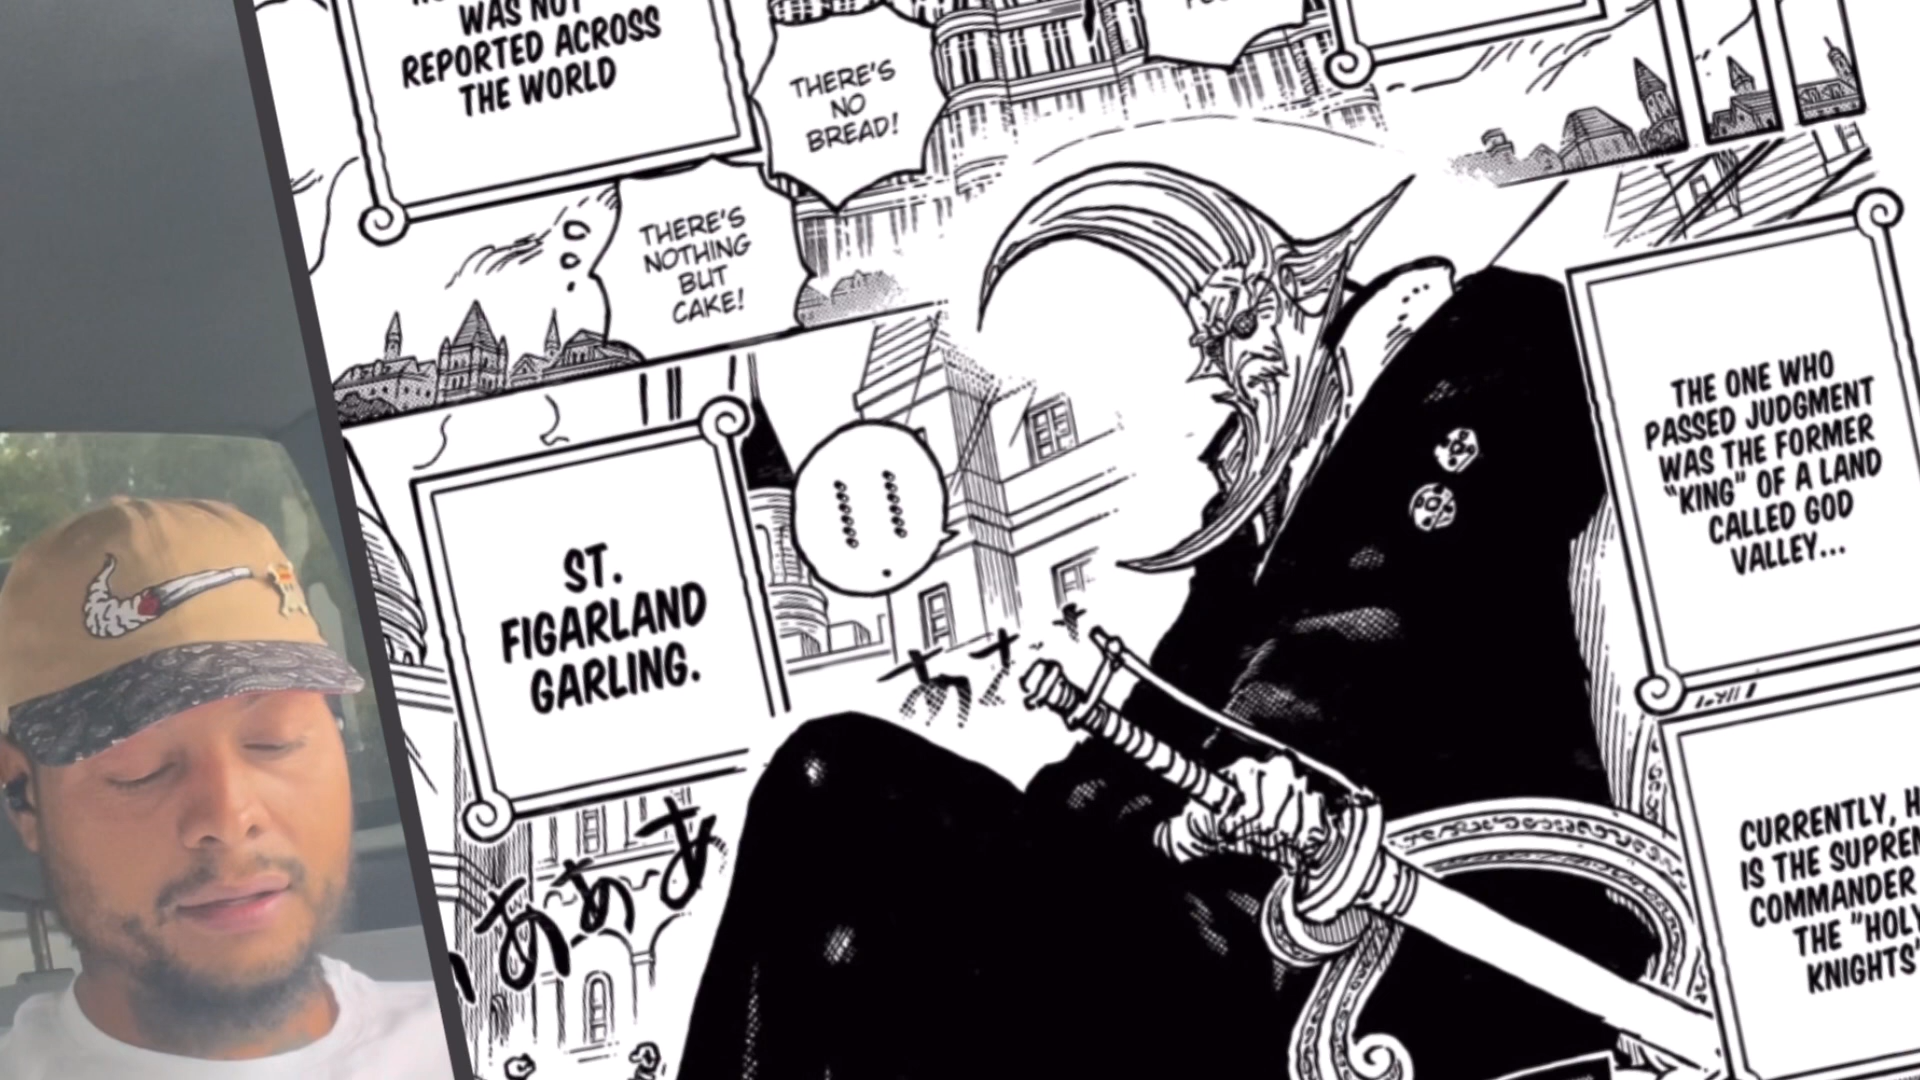 WAS NOT
REPORTED ACROSS
THE WORLD
THERE'S
NO
BREAD!
THERE'S
NOTHING
BUT
CAKE!
THE ONE WHO
PASSED JUDGMENT
WAS THE FORMER
"KING" OF A LAND
CALLED GOD
VALLEY...
ST.
FIGARLAND
GARLING.
CURRENTLY,
IS THE
COMMANDER
THE "HOLY
KNIGHTS"